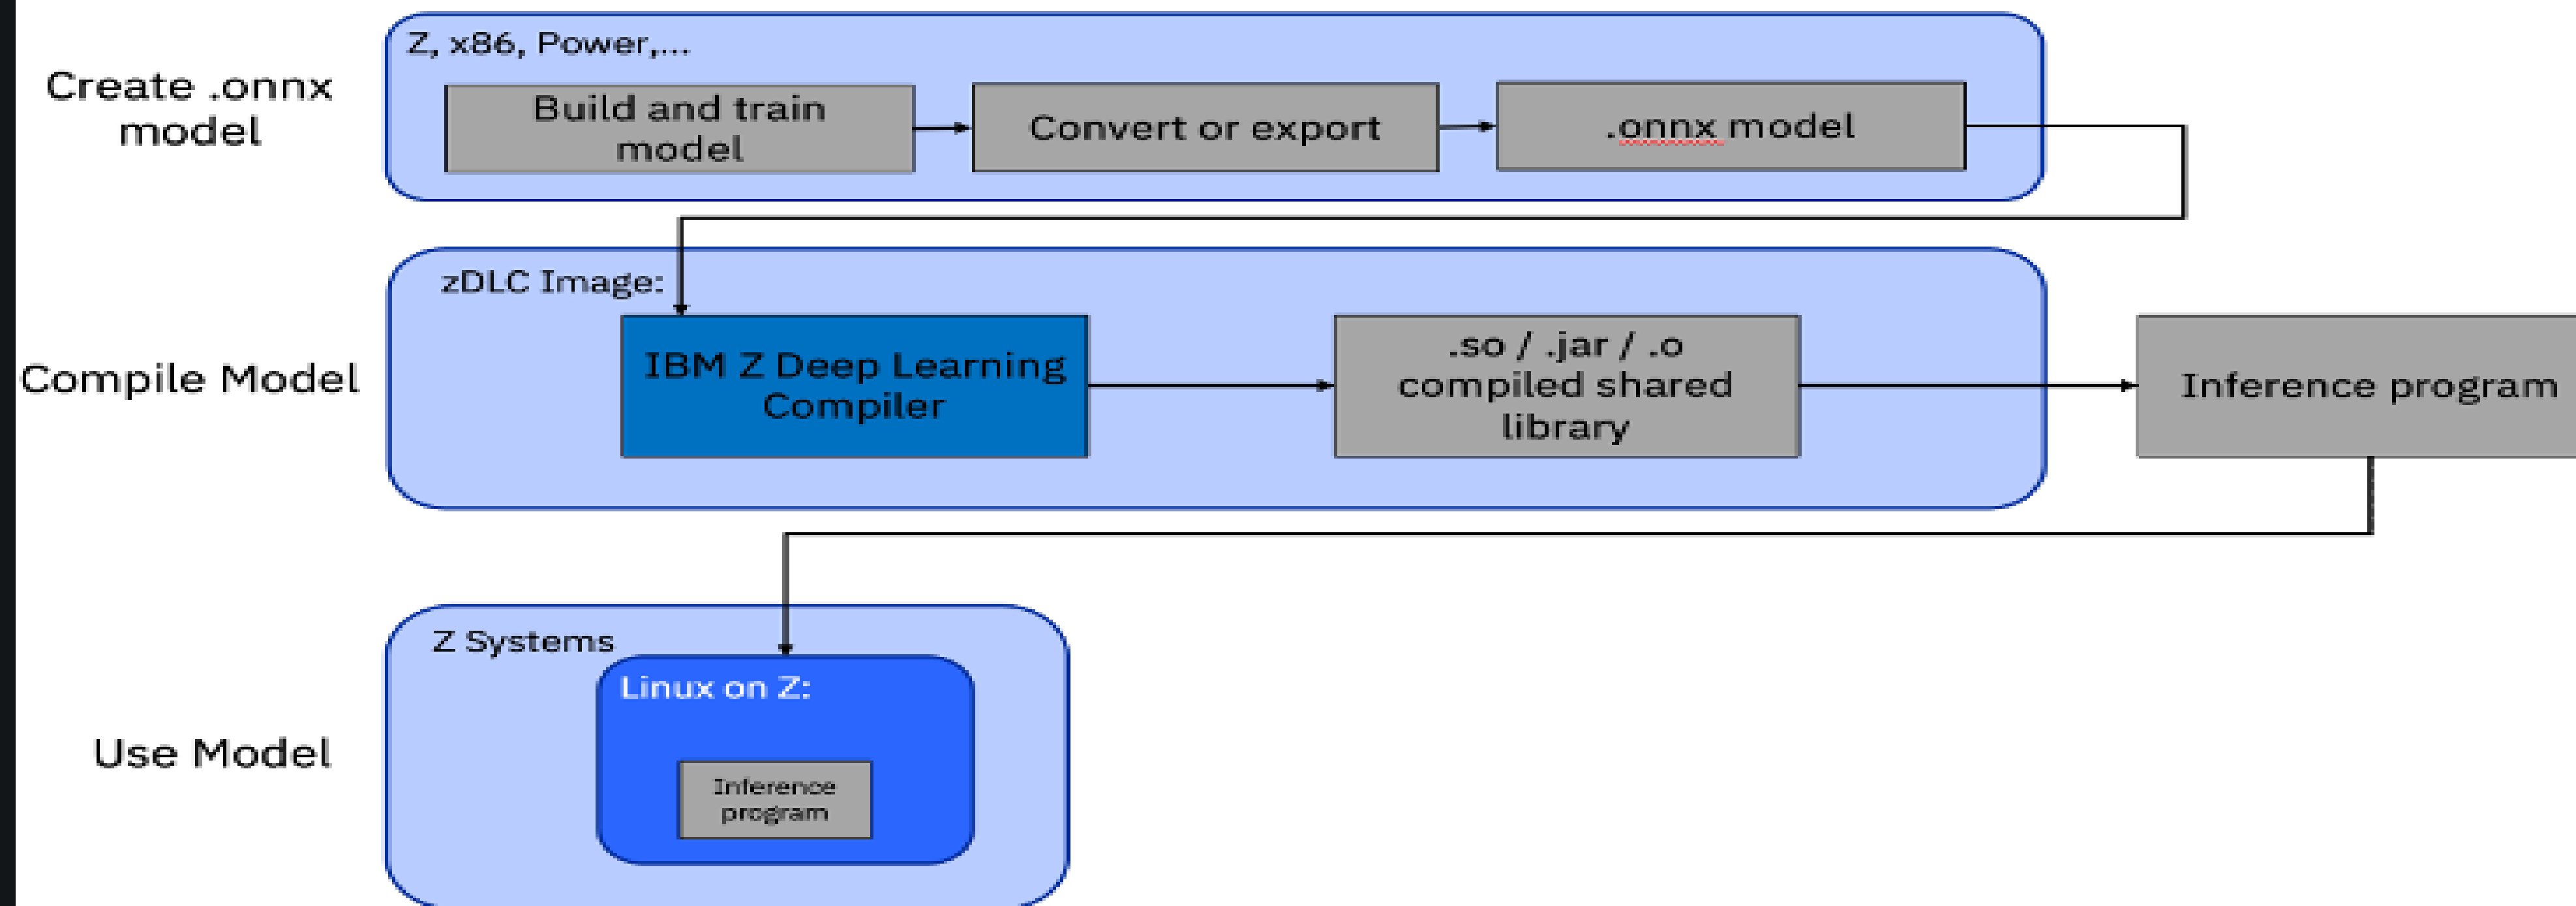 Create .onnx
model
Z, x86, Power,...
Build and train
model
Convert or export
.onnx model
Compile Model
zDLC Image:
IBM Z Deep Learning
Compiler
.so / .jar / .o
compiled shared
library
Inference program
Use Model
Z Systems
Linux on Z:
Inference
program